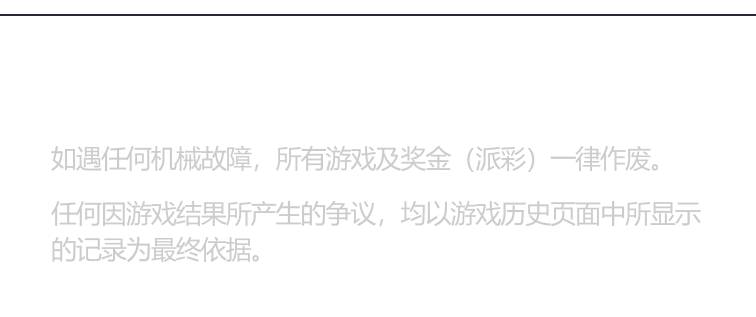 如遇任何机械故障，所有游戏及奖金（派彩）一律作废。
任何因游戏结果所产生的争议，均以游戏历史页面中所显示
的记录为最终依据。